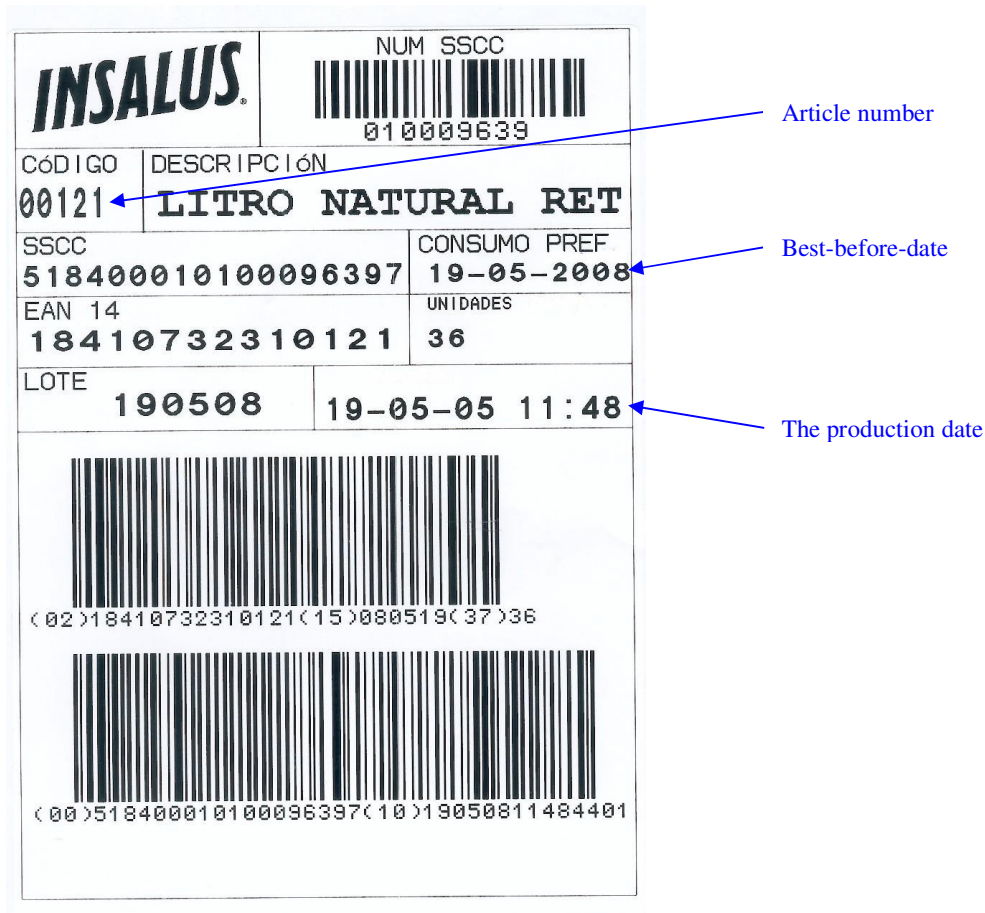 INSALUS.
NUM SSCC
010009639
CóDIGO
DESCRIPCIóN
00121
LITRO NATURAL RET
SSCC
CONSUMO PREF.
518400010100096397
19-05-2008
EAN 14
UNIDADES
18410732310121
36
LOTE
190508
19-05-05 11:48
(02)18410732310121(15)080519(37)36
(00)518400010100096397(10)19050811484401
Article number
Best-before-date
The production date